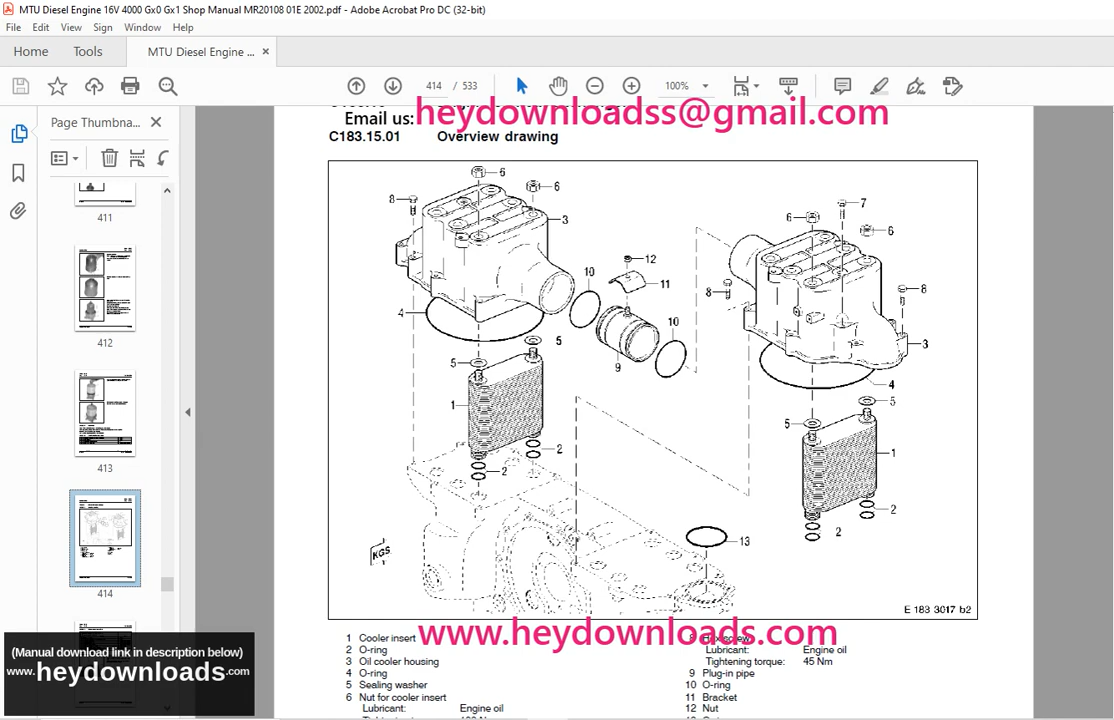 MTU Diesel Engine 16V 4000 Gx0 Gx1 Shop Manual MR20108 01E 2002.pdf - Adobe Acrobat Pro DC (32-bit)
File Edit View Sign Window Help
Home Tools MTU Diesel Engine ... ×
414 / 533 100%
Page Thumbna...
Email us: heydownloadss@gmail.com
C183.15.01 Overview drawing
6
8 6 3
7
6 6
12
10 11
8 8
4
10
5 3
5 9
4
5
1 5
1
2
2 2
2
13
KGS
E 183 3017 b2
411
412
413
414
1 Cooler insert
2 O-ring
3 Oil cooler housing
4 O-ring
5 Sealing washer
6 Nut for cooler insert
Lubricant: Engine oil
www.heydownloads.com
Lubricant: Engine oil
Tightening torque: 45 Nm
9 Plug-in pipe
10 O-ring
11 Bracket
12 Nut
(Manual download link in description below)
www.heydownloads.com